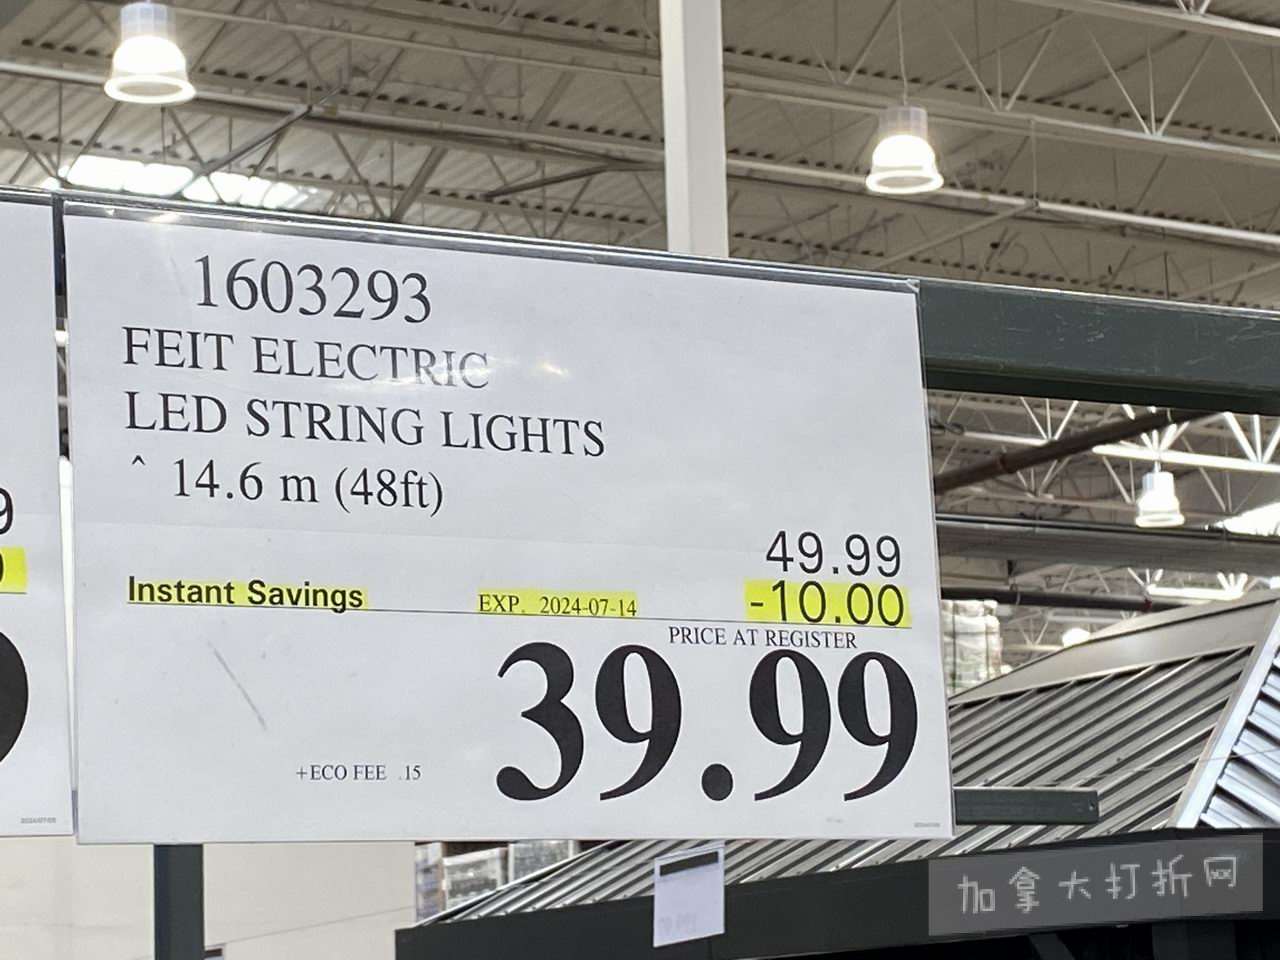 1603293
FEIT ELECTRIC
LED STRING LIGHTS
^ 14.6 m (48ft)
49.99
Instant Savings EXP. 2024-07-14 -10.00
PRICE AT REGISTER
39.99
+ECO FEE .15
9
加拿大打折网